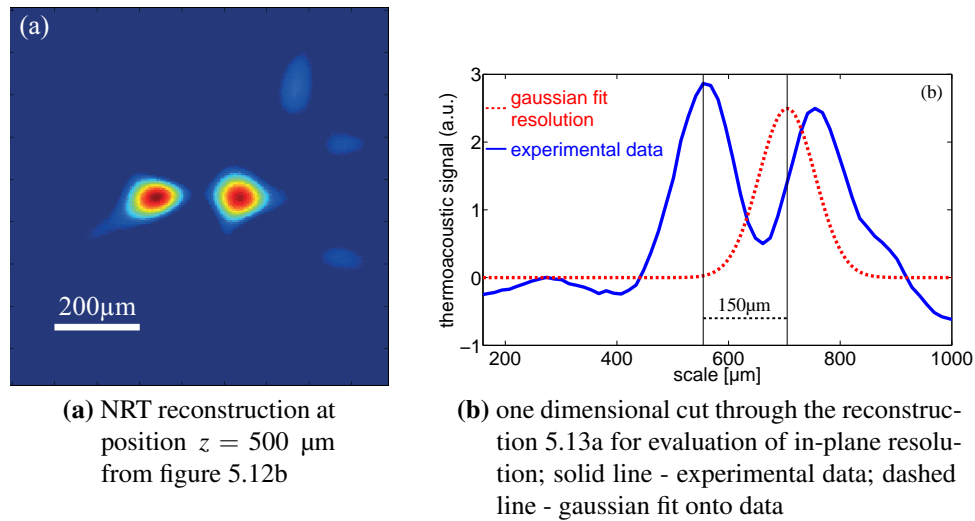 (a)
200µm
(a) NRT reconstruction at
position z = 500 µm
from figure 5.12b
3
2
1
0
−1
thermoacoustic signal (a.u.)
(b)
gaussian fit
resolution
experimental data
150µm
200
400
600
800
1000
scale [µm]
(b) one dimensional cut through the reconstruc-
tion 5.13a for evaluation of in-plane resolu-
tion; solid line - experimental data; dashed
line - gaussian fit onto data